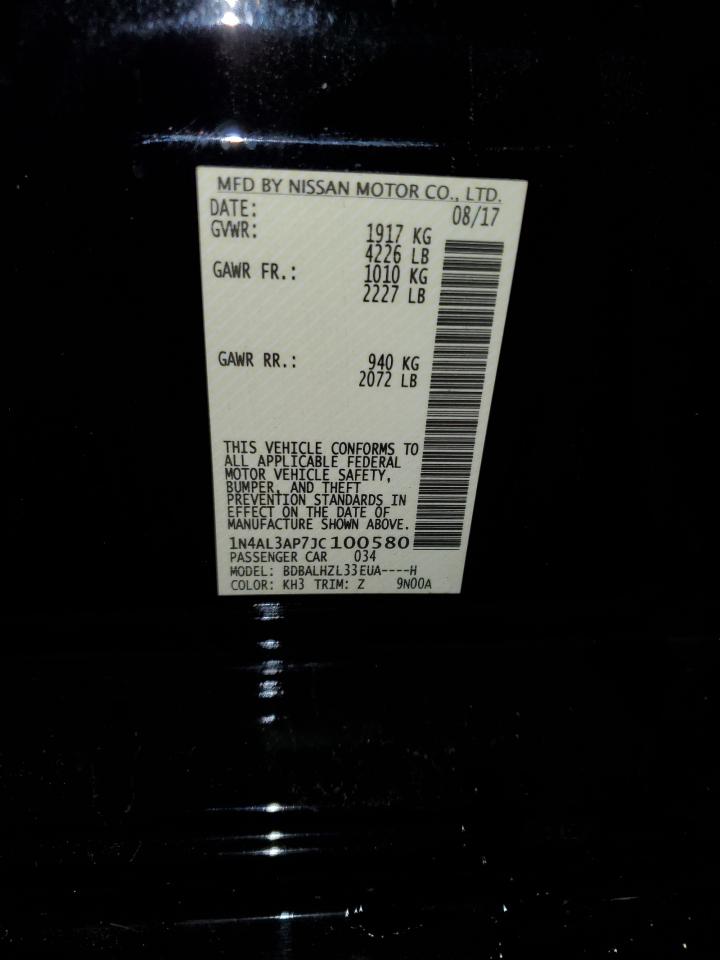 MFD BY NISSAN MOTOR CO., LTD.
DATE: 08/17
GVWR: 1917 KG
4226 LB
GAWR FR.: 1010 KG
2227 LB
GAWR RR.: 940 KG
2072 LB
THIS VEHICLE CONFORMS TO
ALL APPLICABLE FEDERAL
MOTOR VEHICLE SAFETY,
BUMPER, AND THEFT
PREVENTION STANDARDS IN
EFFECT ON THE DATE OF
MANUFACTURE SHOWN ABOVE.
1N4AL3AP7JC100580
PASSENGER CAR 034
MODEL: BDBALHZL33EUA----H
COLOR: KH3 TRIM: Z 9N00A